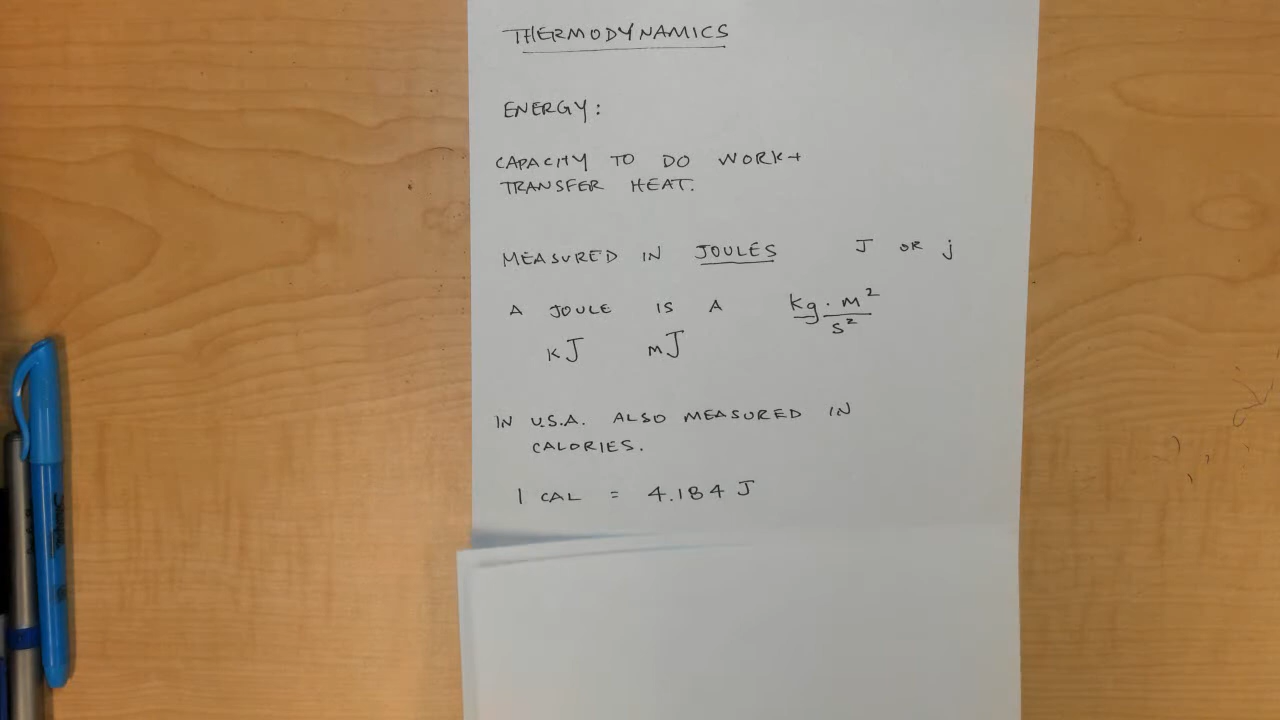 THERMODYNAMICS
ENERGY:
CAPACITY TO DO WORK +
TRANSFER HEAT.
MEASURED IN JOULES J OR j
A JOULE IS A kg · m² / s²
kJ mJ
IN U.S.A. ALSO MEASURED IN
CALORIES.
1 CAL = 4.184 J